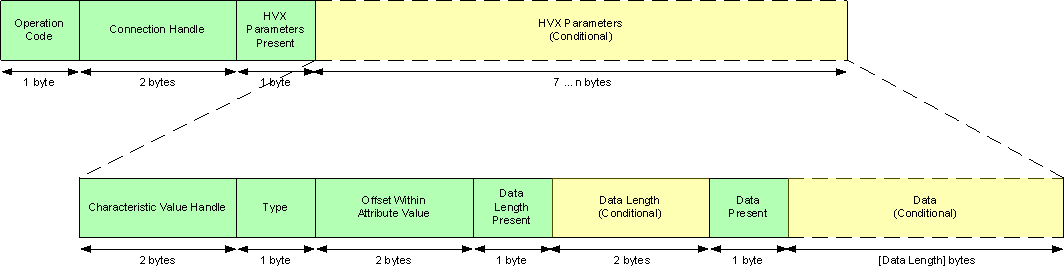 Operation
Code
Connection Handle
HVX
Parameters
Present
HVX Parameters
(Conditional)
1 byte
2 bytes
1 byte
7 ... n bytes
Characteristic Value Handle
Type
Offset Within
Attribute Value
Data
Length
Present
Data Length
(Conditional)
Data
Present
Data
(Conditional)
2 bytes
1 byte
2 bytes
1 byte
2 bytes
1 byte
[Data Length] bytes